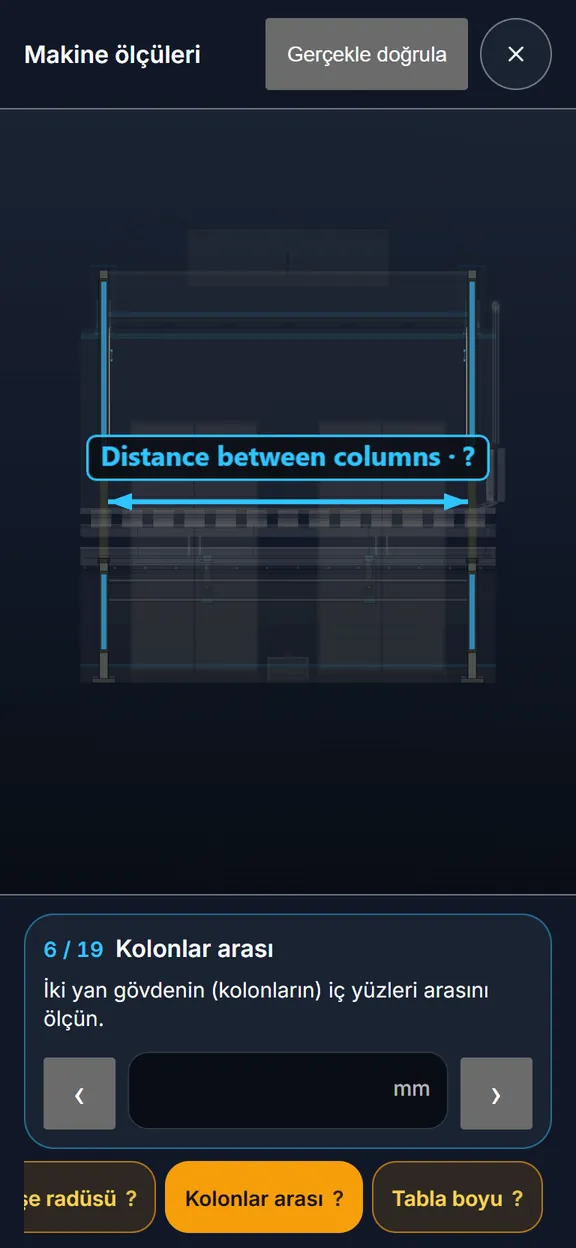 Makine ölçüleri
Gerçekle doğrula
×
Distance between columns · ?
6 / 19 Kolonlar arası
İki yan gövdenin (kolonların) iç yüzleri arasını
ölçün.
‹ mm ›
şe radüsü ? Kolonlar arası ? Tabla boyu ?